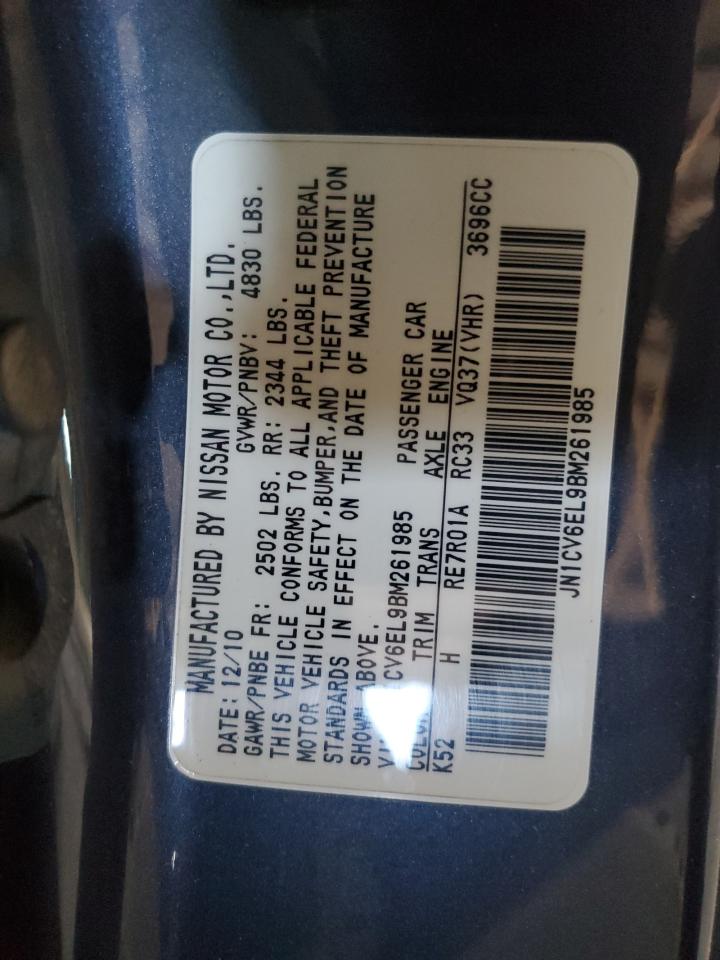 MANUFACTURED BY NISSAN MOTOR CO.,LTD.
DATE: 12/10 GVWR/PNBV: 4830 LBS.
GAWR/PNBE FR: 2502 LBS. RR: 2344 LBS.
THIS VEHICLE CONFORMS TO ALL APPLICABLE FEDERAL
MOTOR VEHICLE SAFETY,BUMPER,AND THEFT PREVENTION
STANDARDS IN EFFECT ON THE DATE OF MANUFACTURE
SHOWN ABOVE.
CV6EL9BM261985 PASSENGER CAR
COLOR TRIM TRANS AXLE ENGINE
K52 H RE7R01A RC33 VQ37(VHR) 3696CC
JN1CV6EL9BM261985